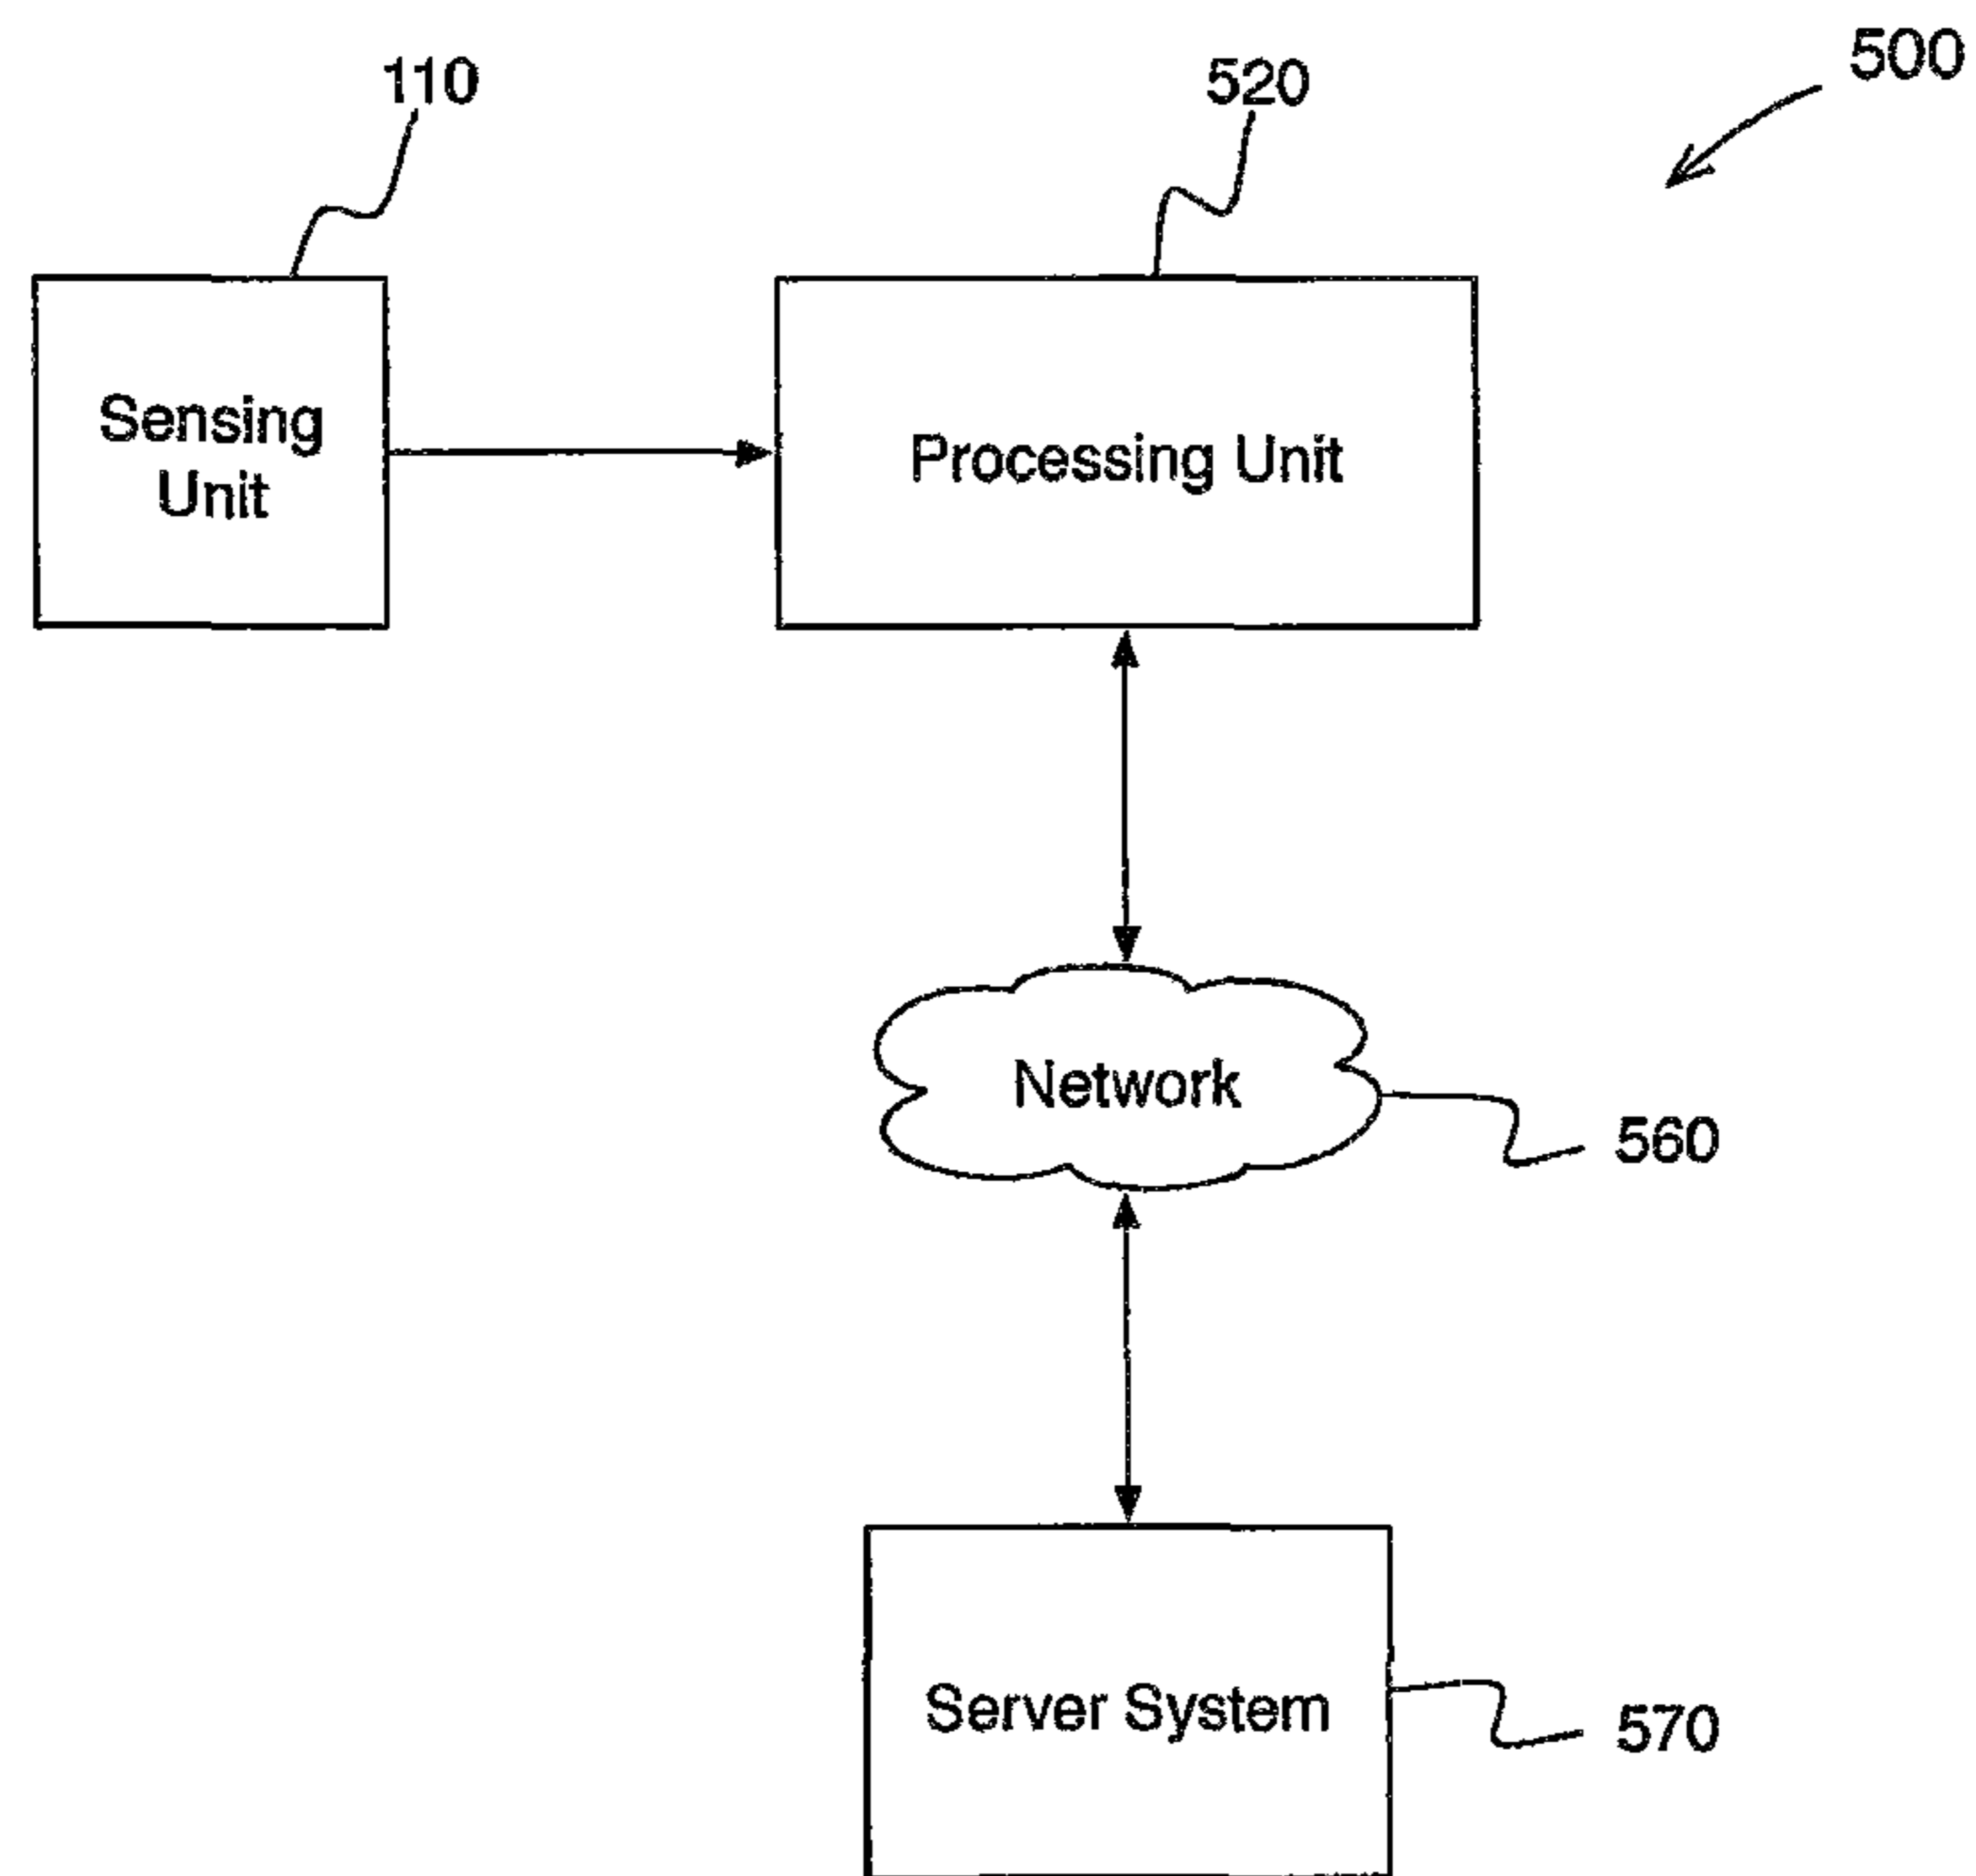 110
520
500
Sensing
Unit
Processing Unit
Network
560
Server System
570